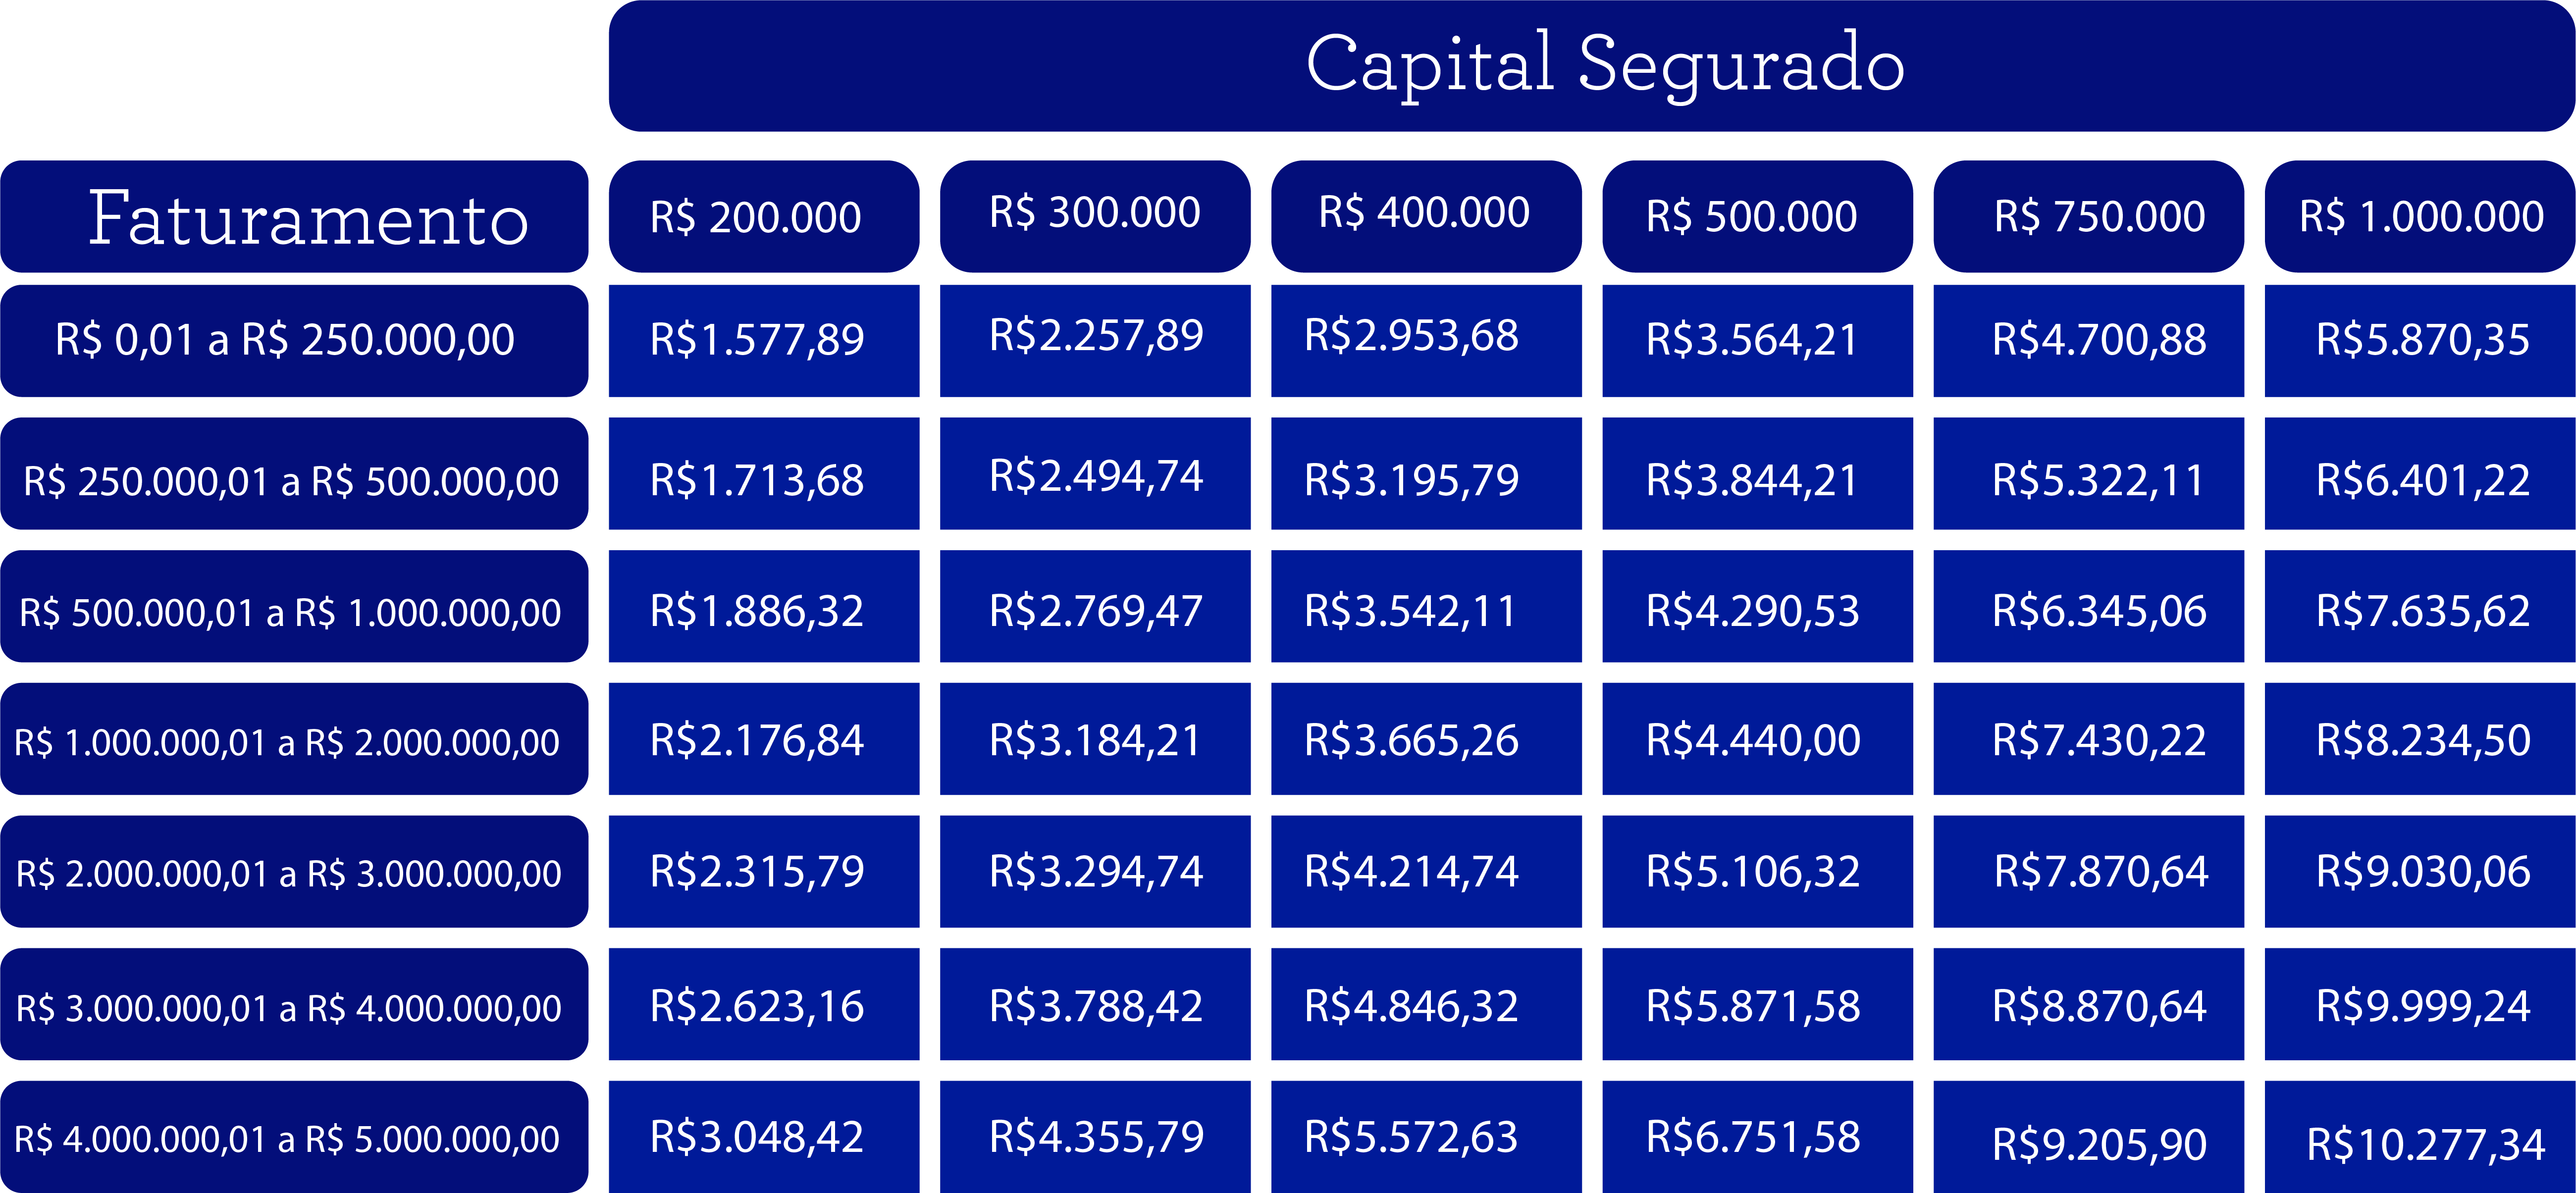 Capital Segurado
Faturamento R$ 200.000 R$ 300.000 R$ 400.000 R$ 500.000 R$ 750.000 R$ 1.000.000
R$ 0,01 a R$ 250.000,00 R$1.577,89 R$2.257,89 R$2.953,68 R$3.564,21 R$4.700,88 R$5.870,35
R$ 250.000,01 a R$ 500.000,00 R$1.713,68 R$2.494,74 R$3.195,79 R$3.844,21 R$5.322,11 R$6.401,22
R$ 500.000,01 a R$ 1.000.000,00 R$1.886,32 R$2.769,47 R$3.542,11 R$4.290,53 R$6.345,06 R$7.635,62
R$ 1.000.000,01 a R$ 2.000.000,00 R$2.176,84 R$3.184,21 R$3.665,26 R$4.440,00 R$7.430,22 R$8.234,50
R$ 2.000.000,01 a R$ 3.000.000,00 R$2.315,79 R$3.294,74 R$4.214,74 R$5.106,32 R$7.870,64 R$9.030,06
R$ 3.000.000,01 a R$ 4.000.000,00 R$2.623,16 R$3.788,42 R$4.846,32 R$5.871,58 R$8.870,64 R$9.999,24
R$ 4.000.000,01 a R$ 5.000.000,00 R$3.048,42 R$4.355,79 R$5.572,63 R$6.751,58 R$9.205,90 R$10.277,34